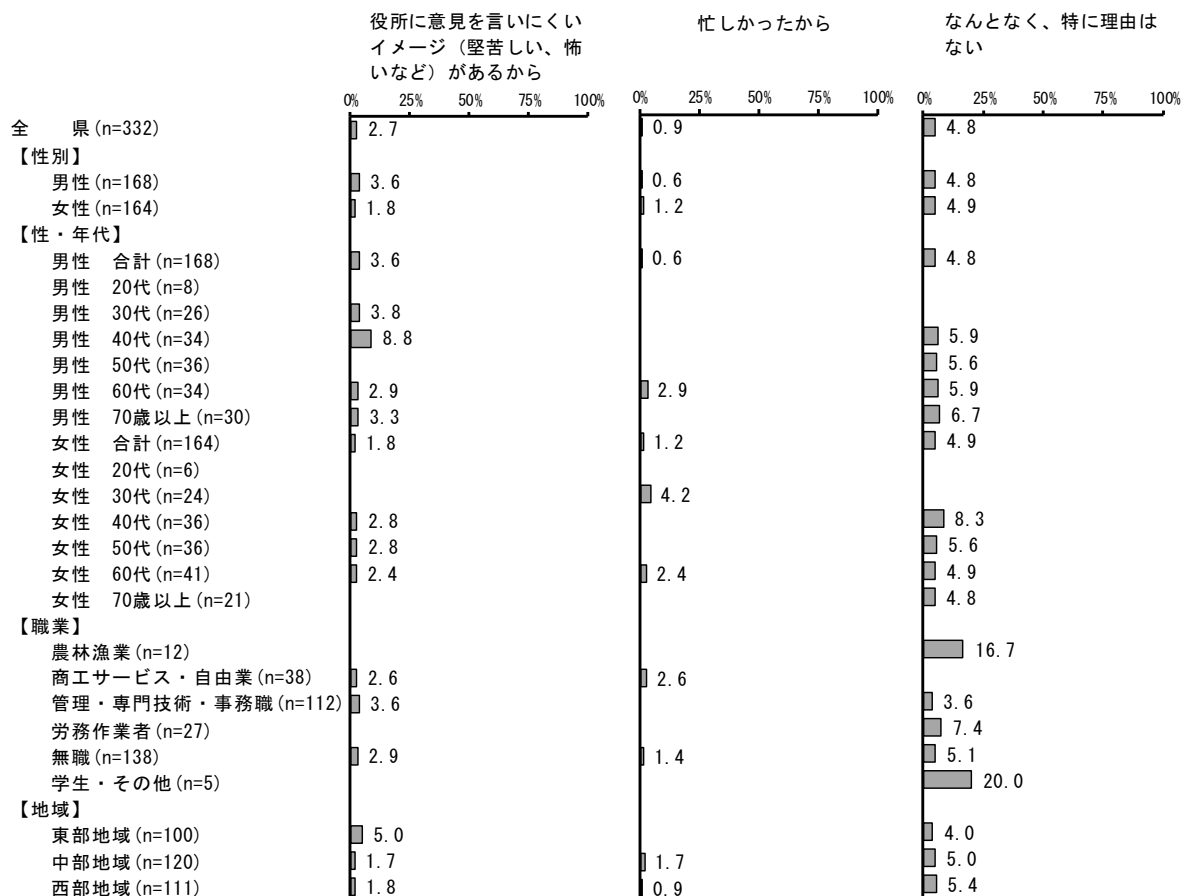 役所に意見を言いにくい
イメージ（堅苦しい、怖
いなど）があるから
忙しかったから
なんとなく、特に理由は
ない
0% 25% 50% 75% 100% 0% 25% 50% 75% 100% 0% 25% 50% 75% 100%
全　　県(n=332) 2.7 0.9 4.8
【性別】
男性(n=168) 3.6 0.6 4.8
女性(n=164) 1.8 1.2 4.9
【性・年代】
男性　合計(n=168) 3.6 0.6 4.8
男性　20代(n=8)
男性　30代(n=26) 3.8
男性　40代(n=34) 8.8 5.9
男性　50代(n=36) 5.6
男性　60代(n=34) 2.9 2.9 5.9
男性　70歳以上(n=30) 3.3 6.7
女性　合計(n=164) 1.8 1.2 4.9
女性　20代(n=6)
女性　30代(n=24) 4.2
女性　40代(n=36) 2.8 8.3
女性　50代(n=36) 2.8 5.6
女性　60代(n=41) 2.4 2.4 4.9
女性　70歳以上(n=21) 4.8
【職業】
農林漁業(n=12) 16.7
商工サービス・自由業(n=38) 2.6 2.6
管理・専門技術・事務職(n=112) 3.6 3.6
労務作業者(n=27) 7.4
無職(n=138) 2.9 1.4 5.1
学生・その他(n=5) 20.0
【地域】
東部地域(n=100) 5.0 4.0
中部地域(n=120) 1.7 1.7 5.0
西部地域(n=111) 1.8 0.9 5.4